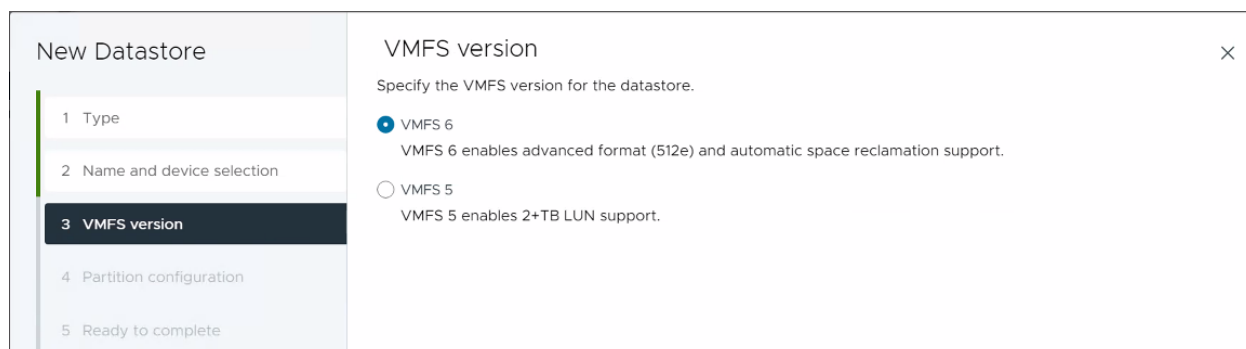 New Datastore
1 Type
2 Name and device selection
3 VMFS version
4 Partition configuration
5 Ready to complete
VMFS version
Specify the VMFS version for the datastore.
VMFS 6
VMFS 6 enables advanced format (512e) and automatic space reclamation support.
VMFS 5
VMFS 5 enables 2+TB LUN support.